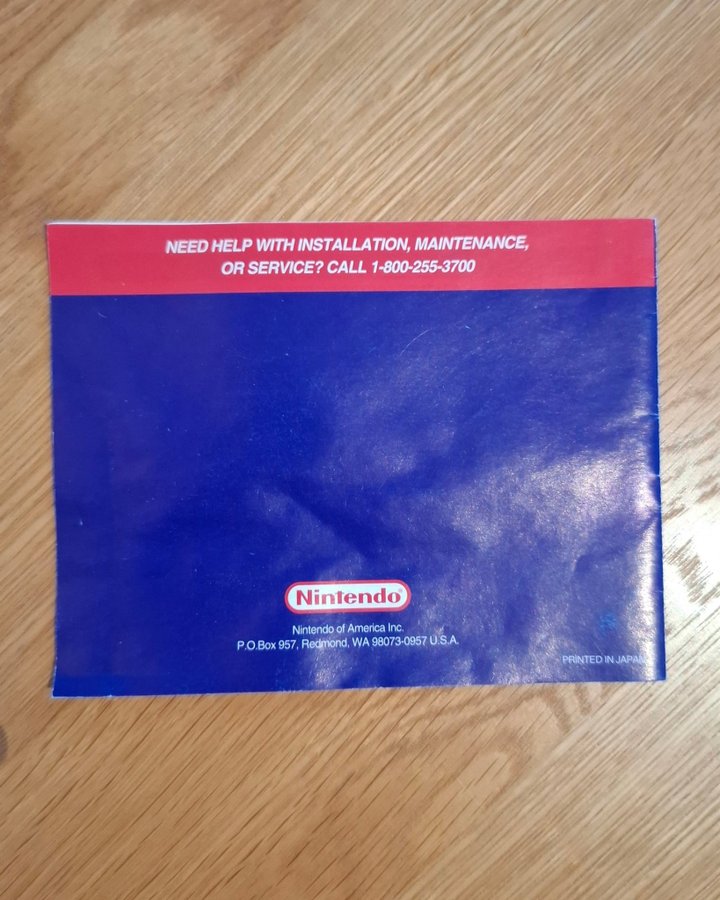 NEED HELP WITH INSTALLATION, MAINTENANCE,
OR SERVICE? CALL 1-800-255-3700
Nintendo®
Nintendo of America Inc.
P.O.Box 957, Redmond, WA 98073-0957 U.S.A.
PRINTED IN JAPAN